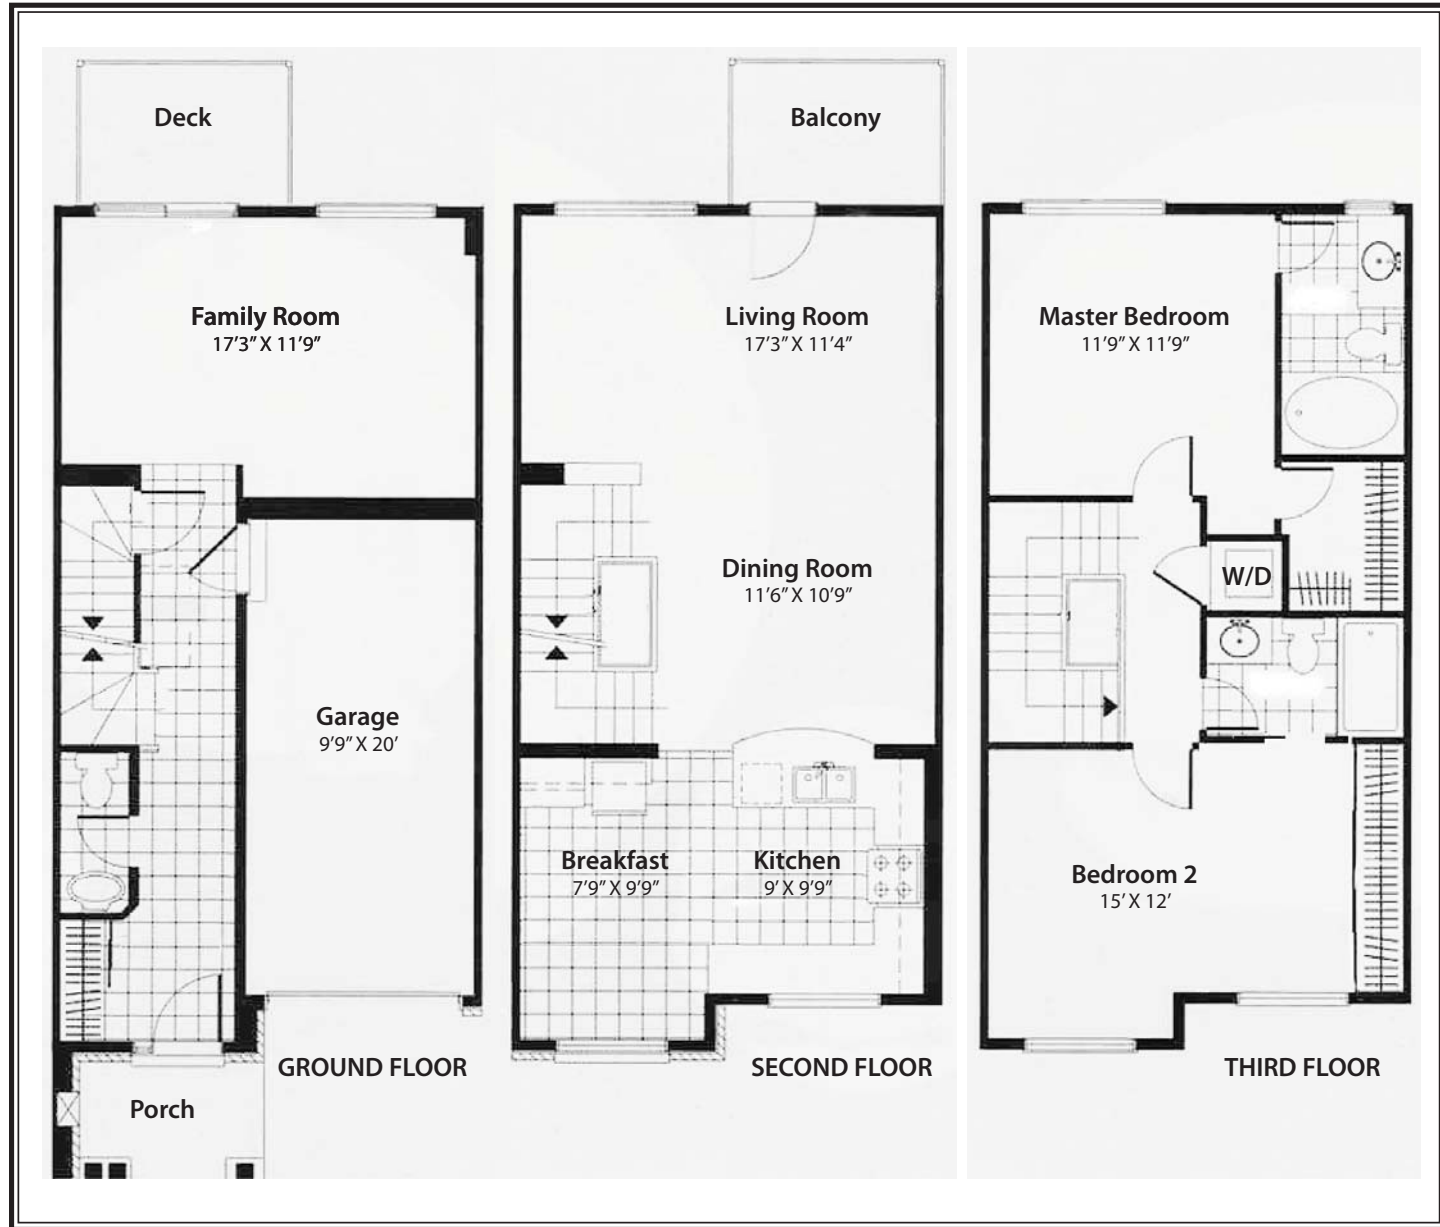 Deck
Family Room
17'3" X 11'9"
Garage
9'9" X 20'
GROUND FLOOR
Porch
Balcony
Living Room
17'3" X 11'4"
Dining Room
11'6" X 10'9"
Breakfast
7'9" X 9'9"
Kitchen
9' X 9'9"
SECOND FLOOR
Master Bedroom
11'9" X 11'9"
W/D
Bedroom 2
15' X 12'
THIRD FLOOR